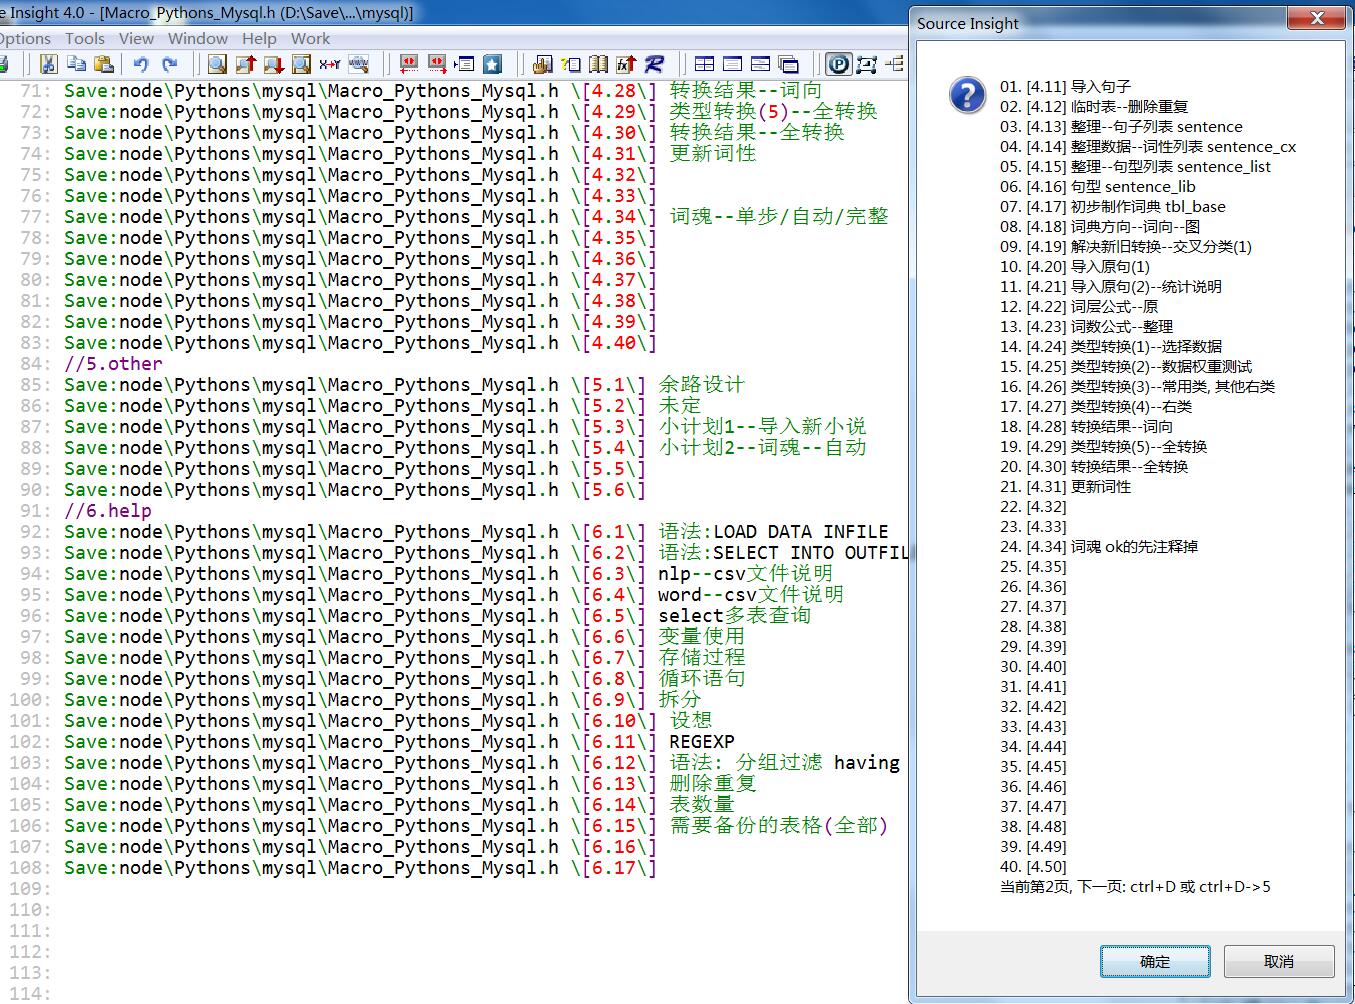 e Insight 4.0 - [Macro_Pythons_Mysql.h (D:\Save\...\mysql)]
Options Tools View Window Help Work
71: Save:node\Pythons\mysql\Macro_Pythons_Mysql.h \[4.28\] 转换结果--词向
72: Save:node\Pythons\mysql\Macro_Pythons_Mysql.h \[4.29\] 类型转换(5)--全转换
73: Save:node\Pythons\mysql\Macro_Pythons_Mysql.h \[4.30\] 转换结果--全转换
74: Save:node\Pythons\mysql\Macro_Pythons_Mysql.h \[4.31\] 更新词性
75: Save:node\Pythons\mysql\Macro_Pythons_Mysql.h \[4.32\]
76: Save:node\Pythons\mysql\Macro_Pythons_Mysql.h \[4.33\]
77: Save:node\Pythons\mysql\Macro_Pythons_Mysql.h \[4.34\] 词魂--单步/自动/完整
78: Save:node\Pythons\mysql\Macro_Pythons_Mysql.h \[4.35\]
79: Save:node\Pythons\mysql\Macro_Pythons_Mysql.h \[4.36\]
80: Save:node\Pythons\mysql\Macro_Pythons_Mysql.h \[4.37\]
81: Save:node\Pythons\mysql\Macro_Pythons_Mysql.h \[4.38\]
82: Save:node\Pythons\mysql\Macro_Pythons_Mysql.h \[4.39\]
83: Save:node\Pythons\mysql\Macro_Pythons_Mysql.h \[4.40\]
84: //5.other
85: Save:node\Pythons\mysql\Macro_Pythons_Mysql.h \[5.1\] 余路设计
86: Save:node\Pythons\mysql\Macro_Pythons_Mysql.h \[5.2\] 未定
87: Save:node\Pythons\mysql\Macro_Pythons_Mysql.h \[5.3\] 小计划1--导入新小说
88: Save:node\Pythons\mysql\Macro_Pythons_Mysql.h \[5.4\] 小计划2--词魂--自动
89: Save:node\Pythons\mysql\Macro_Pythons_Mysql.h \[5.5\]
90: Save:node\Pythons\mysql\Macro_Pythons_Mysql.h \[5.6\]
91: //6.help
92: Save:node\Pythons\mysql\Macro_Pythons_Mysql.h \[6.1\] 语法:LOAD DATA INFILE
93: Save:node\Pythons\mysql\Macro_Pythons_Mysql.h \[6.2\] 语法:SELECT INTO OUTFIL
94: Save:node\Pythons\mysql\Macro_Pythons_Mysql.h \[6.3\] nlp--csv文件说明
95: Save:node\Pythons\mysql\Macro_Pythons_Mysql.h \[6.4\] word--csv文件说明
96: Save:node\Pythons\mysql\Macro_Pythons_Mysql.h \[6.5\] select多表查询
97: Save:node\Pythons\mysql\Macro_Pythons_Mysql.h \[6.6\] 变量使用
98: Save:node\Pythons\mysql\Macro_Pythons_Mysql.h \[6.7\] 存储过程
99: Save:node\Pythons\mysql\Macro_Pythons_Mysql.h \[6.8\] 循环语句
100: Save:node\Pythons\mysql\Macro_Pythons_Mysql.h \[6.9\] 拆分
101: Save:node\Pythons\mysql\Macro_Pythons_Mysql.h \[6.10\] 设想
102: Save:node\Pythons\mysql\Macro_Pythons_Mysql.h \[6.11\] REGEXP
103: Save:node\Pythons\mysql\Macro_Pythons_Mysql.h \[6.12\] 语法: 分组过滤 having
104: Save:node\Pythons\mysql\Macro_Pythons_Mysql.h \[6.13\] 删除重复
105: Save:node\Pythons\mysql\Macro_Pythons_Mysql.h \[6.14\] 表数量
106: Save:node\Pythons\mysql\Macro_Pythons_Mysql.h \[6.15\] 需要备份的表格(全部)
107: Save:node\Pythons\mysql\Macro_Pythons_Mysql.h \[6.16\]
108: Save:node\Pythons\mysql\Macro_Pythons_Mysql.h \[6.17\]
109:
110:
111:
112:
113:
114:
Source Insight
01. [4.11] 导入句子
02. [4.12] 临时表--删除重复
03. [4.13] 整理--句子列表 sentence
04. [4.14] 整理数据--词性列表 sentence_cx
05. [4.15] 整理--句型列表 sentence_list
06. [4.16] 句型 sentence_lib
07. [4.17] 初步制作词典 tbl_base
08. [4.18] 词典方向--词向--图
09. [4.19] 解决新旧转换--交叉分类(1)
10. [4.20] 导入原句(1)
11. [4.21] 导入原句(2)--统计说明
12. [4.22] 词层公式--原
13. [4.23] 词数公式--整理
14. [4.24] 类型转换(1)--选择数据
15. [4.25] 类型转换(2)--数据权重测试
16. [4.26] 类型转换(3)--常用类, 其他右类
17. [4.27] 类型转换(4)--右类
18. [4.28] 转换结果--词向
19. [4.29] 类型转换(5)--全转换
20. [4.30] 转换结果--全转换
21. [4.31] 更新词性
22. [4.32]
23. [4.33]
24. [4.34] 词魂 ok的先注释掉
25. [4.35]
26. [4.36]
27. [4.37]
28. [4.38]
29. [4.39]
30. [4.40]
31. [4.41]
32. [4.42]
33. [4.43]
34. [4.44]
35. [4.45]
36. [4.46]
37. [4.47]
38. [4.48]
39. [4.49]
40. [4.50]
当前第2页, 下一页: ctrl+D 或 ctrl+D->5
确定
取消